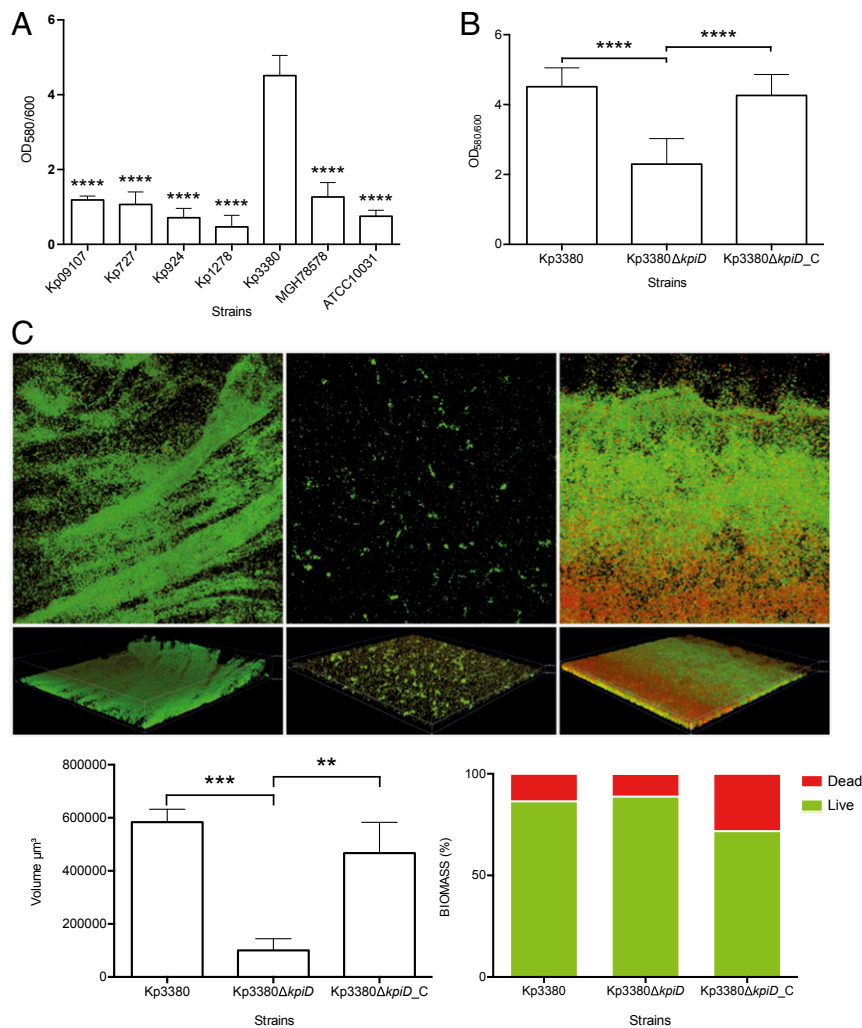 A
6
4
2
0
OD580/600
****
****
****
****
****
****
Kp09107
Kp727
Kp924
Kp1278
Kp3380
MGH78578
ATCC10031
Strains
B
6
4
2
0
OD580/600
****
****
Kp3380
Kp3380ΔkpiD
Kp3380ΔkpiD_C
Strains
C
800000
600000
400000
200000
0
Volume µm³
***
**
Kp3380
Kp3380ΔkpiD
Kp3380ΔkpiD_C
Strains
100
50
0
BIOMASS (%)
Dead
Live
Kp3380
Kp3380ΔkpiD
Kp3380ΔkpiD_C
Strains